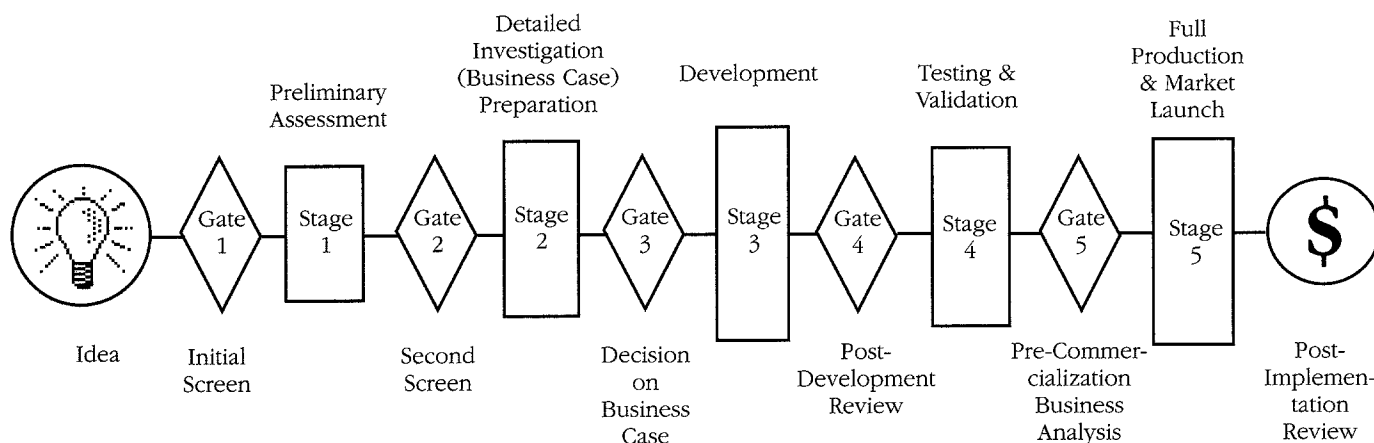 Preliminary
Assessment
Detailed
Investigation
(Business Case)
Preparation
Development
Testing &
Validation
Full
Production
& Market
Launch
Gate
1
Stage
1
Gate
2
Stage
2
Gate
3
Stage
3
Gate
4
Stage
4
Gate
5
Stage
5
$
Idea
Initial
Screen
Second
Screen
Decision
on
Business
Case
Post-
Development
Review
Pre-Commer-
cialization
Business
Analysis
Post-
Implemen-
tation
Review